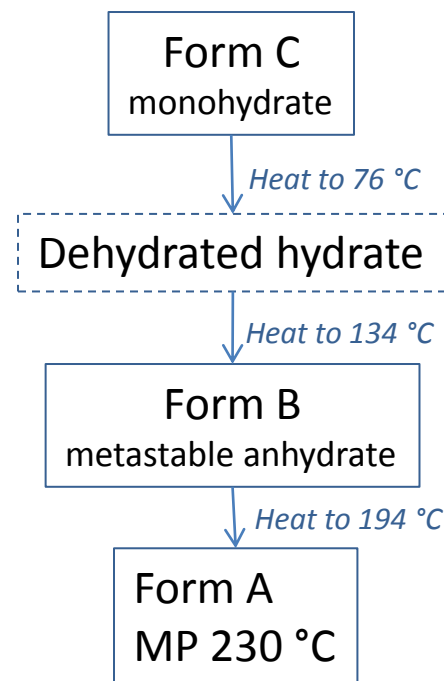 Form C
monohydrate
Heat to 76 °C
Dehydrated hydrate
Heat to 134 °C
Form B
metastable anhydrate
Heat to 194 °C
Form A
MP 230 °C